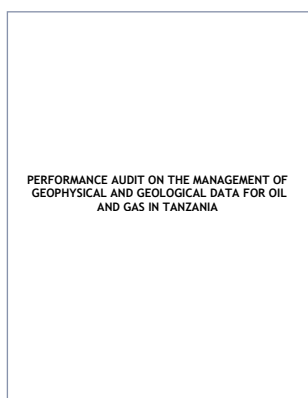 PERFORMANCE AUDIT ON THE MANAGEMENT OF
GEOPHYSICAL AND GEOLOGICAL DATA FOR OIL
AND GAS IN TANZANIA